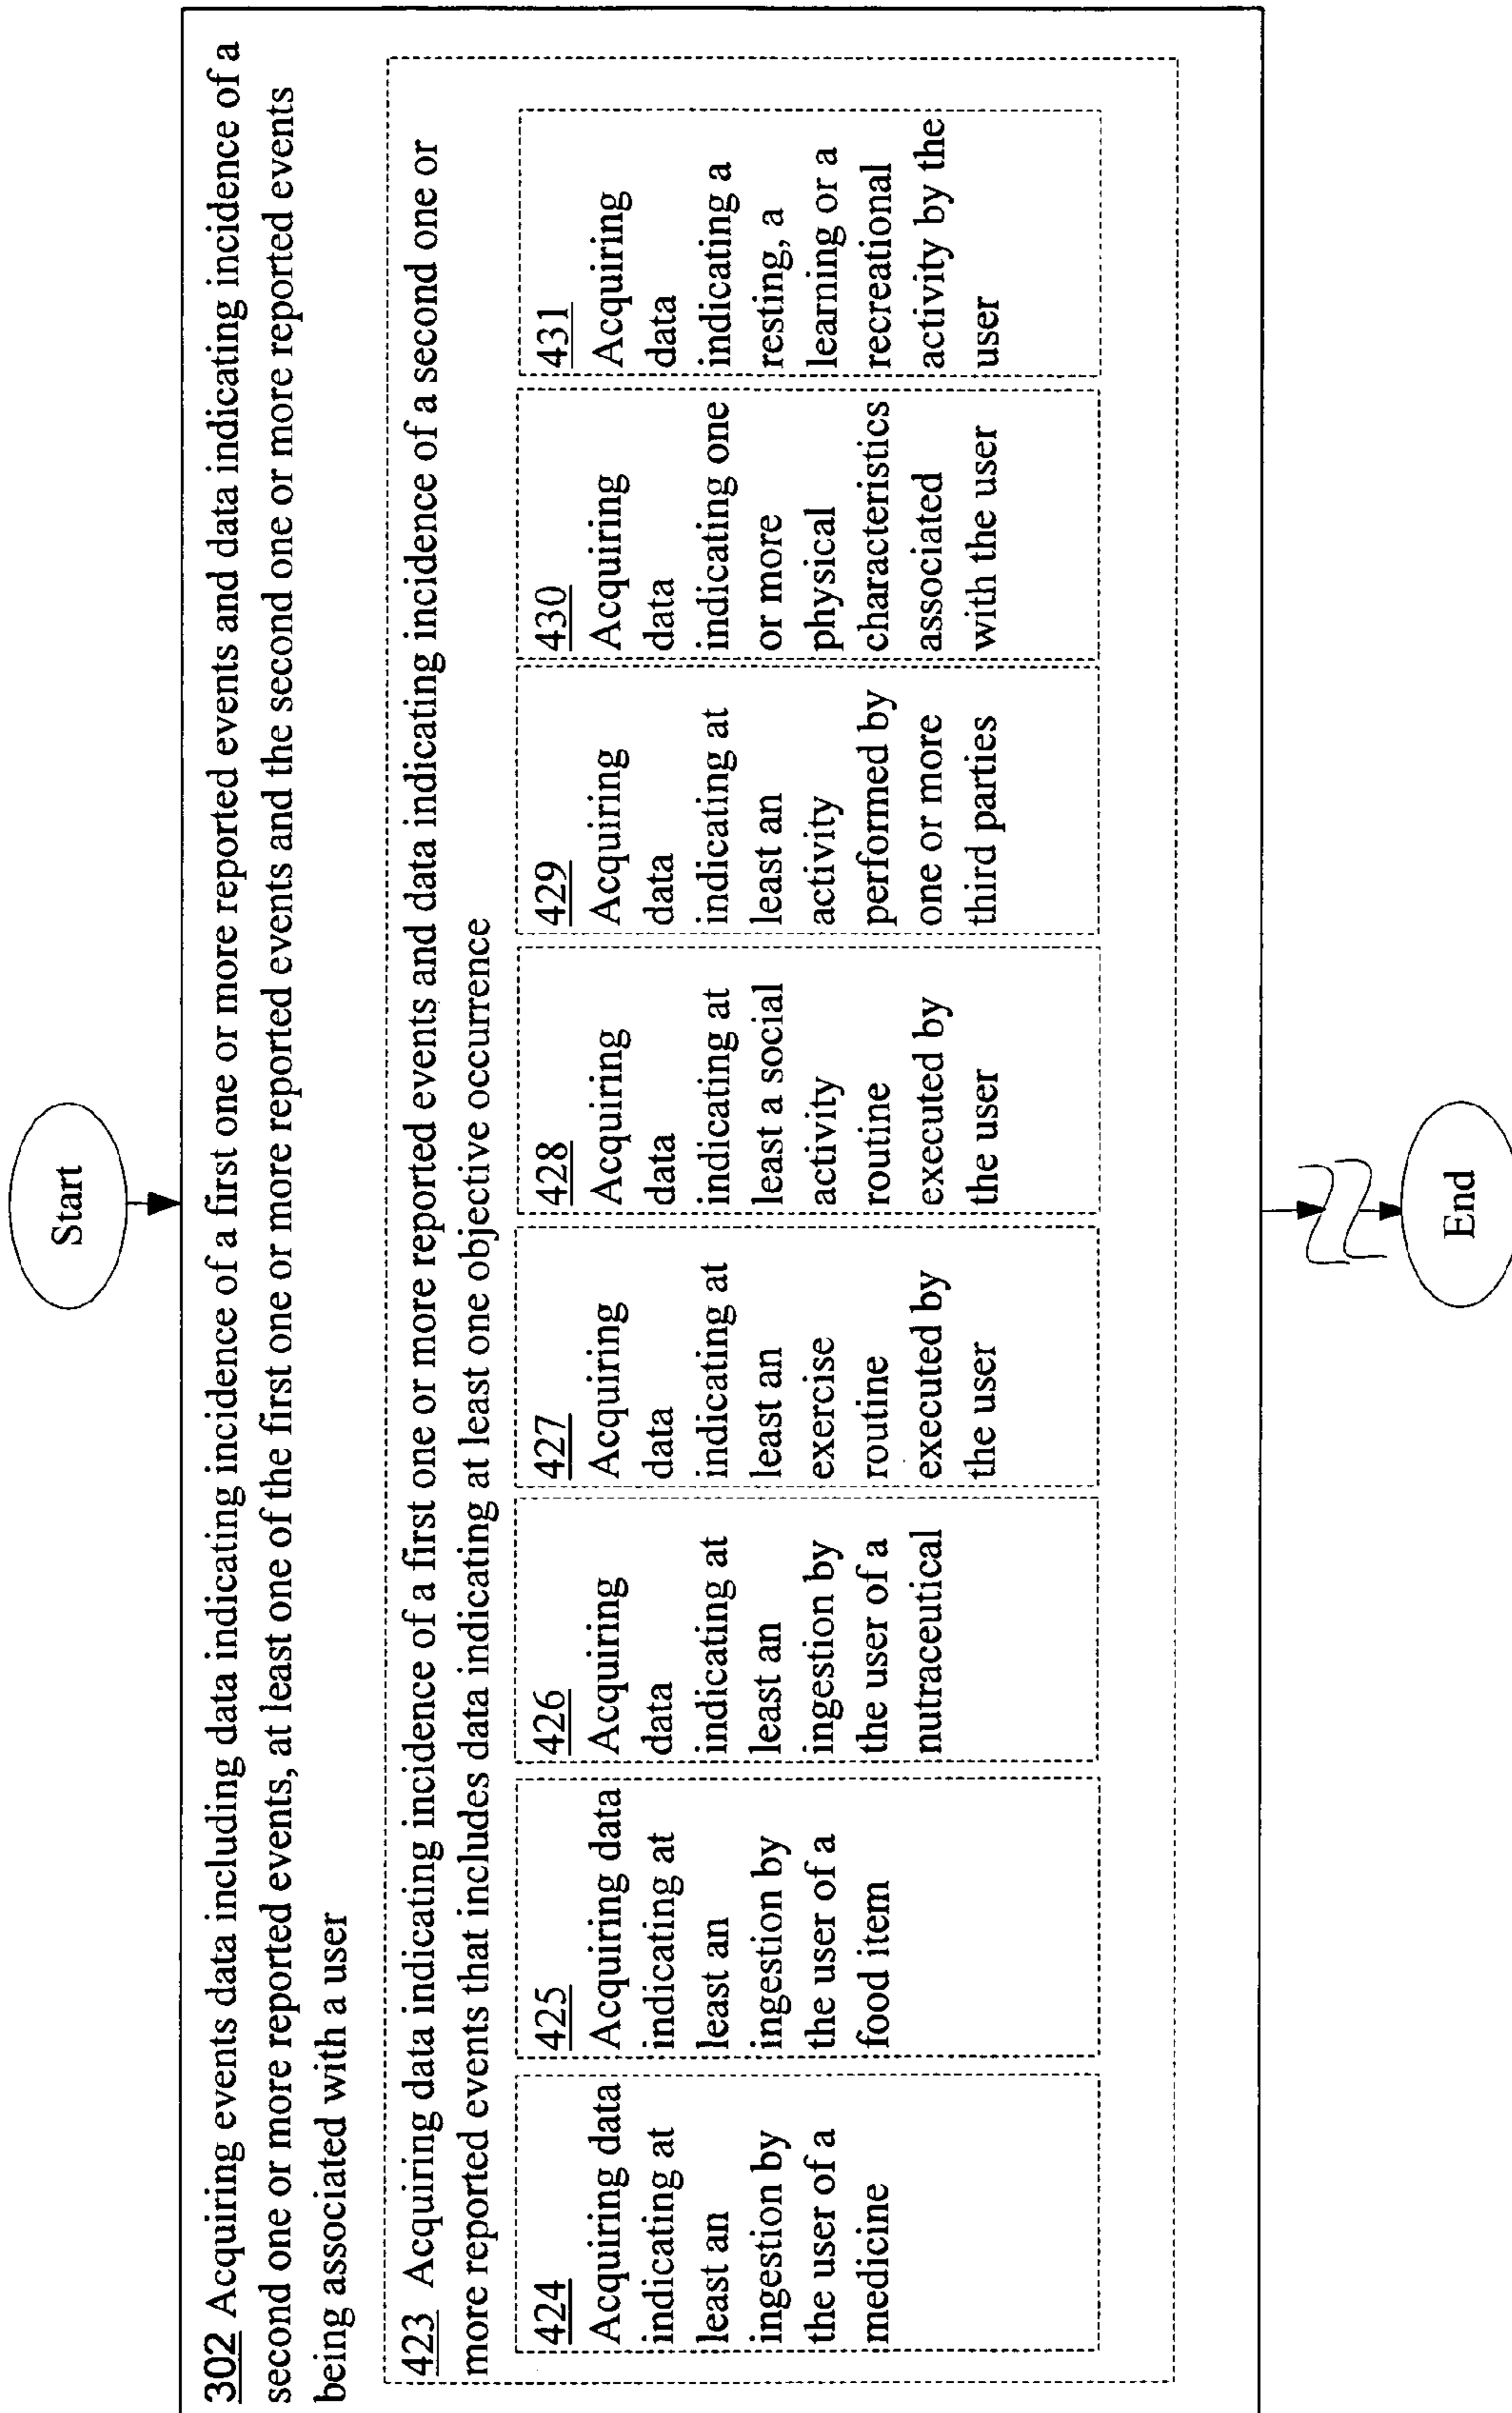 Start
302 Acquiring events data including data indicating incidence of a first one or more reported events and data indicating incidence of a
second one or more reported events, at least one of the first one or more reported events and the second one or more reported events
being associated with a user
423 Acquiring data indicating incidence of a first one or more reported events and data indicating incidence of a second one or
more reported events that includes data indicating at least one objective occurrence
424
Acquiring data
indicating at
least an
ingestion by
the user of a
medicine
425
Acquiring data
indicating at
least an
ingestion by
the user of a
food item
426
Acquiring
data
indicating at
least an
ingestion by
the user of a
nutraceutical
427
Acquiring
data
indicating at
least an
exercise
routine
executed by
the user
428
Acquiring
data
indicating at
least a social
activity
routine
executed by
the user
429
Acquiring
data
indicating at
least an
activity
performed by
one or more
third parties
430
Acquiring
data
indicating one
or more
physical
characteristics
associated
with the user
431
Acquiring
data
indicating a
resting, a
learning or a
recreational
activity by the
user
End